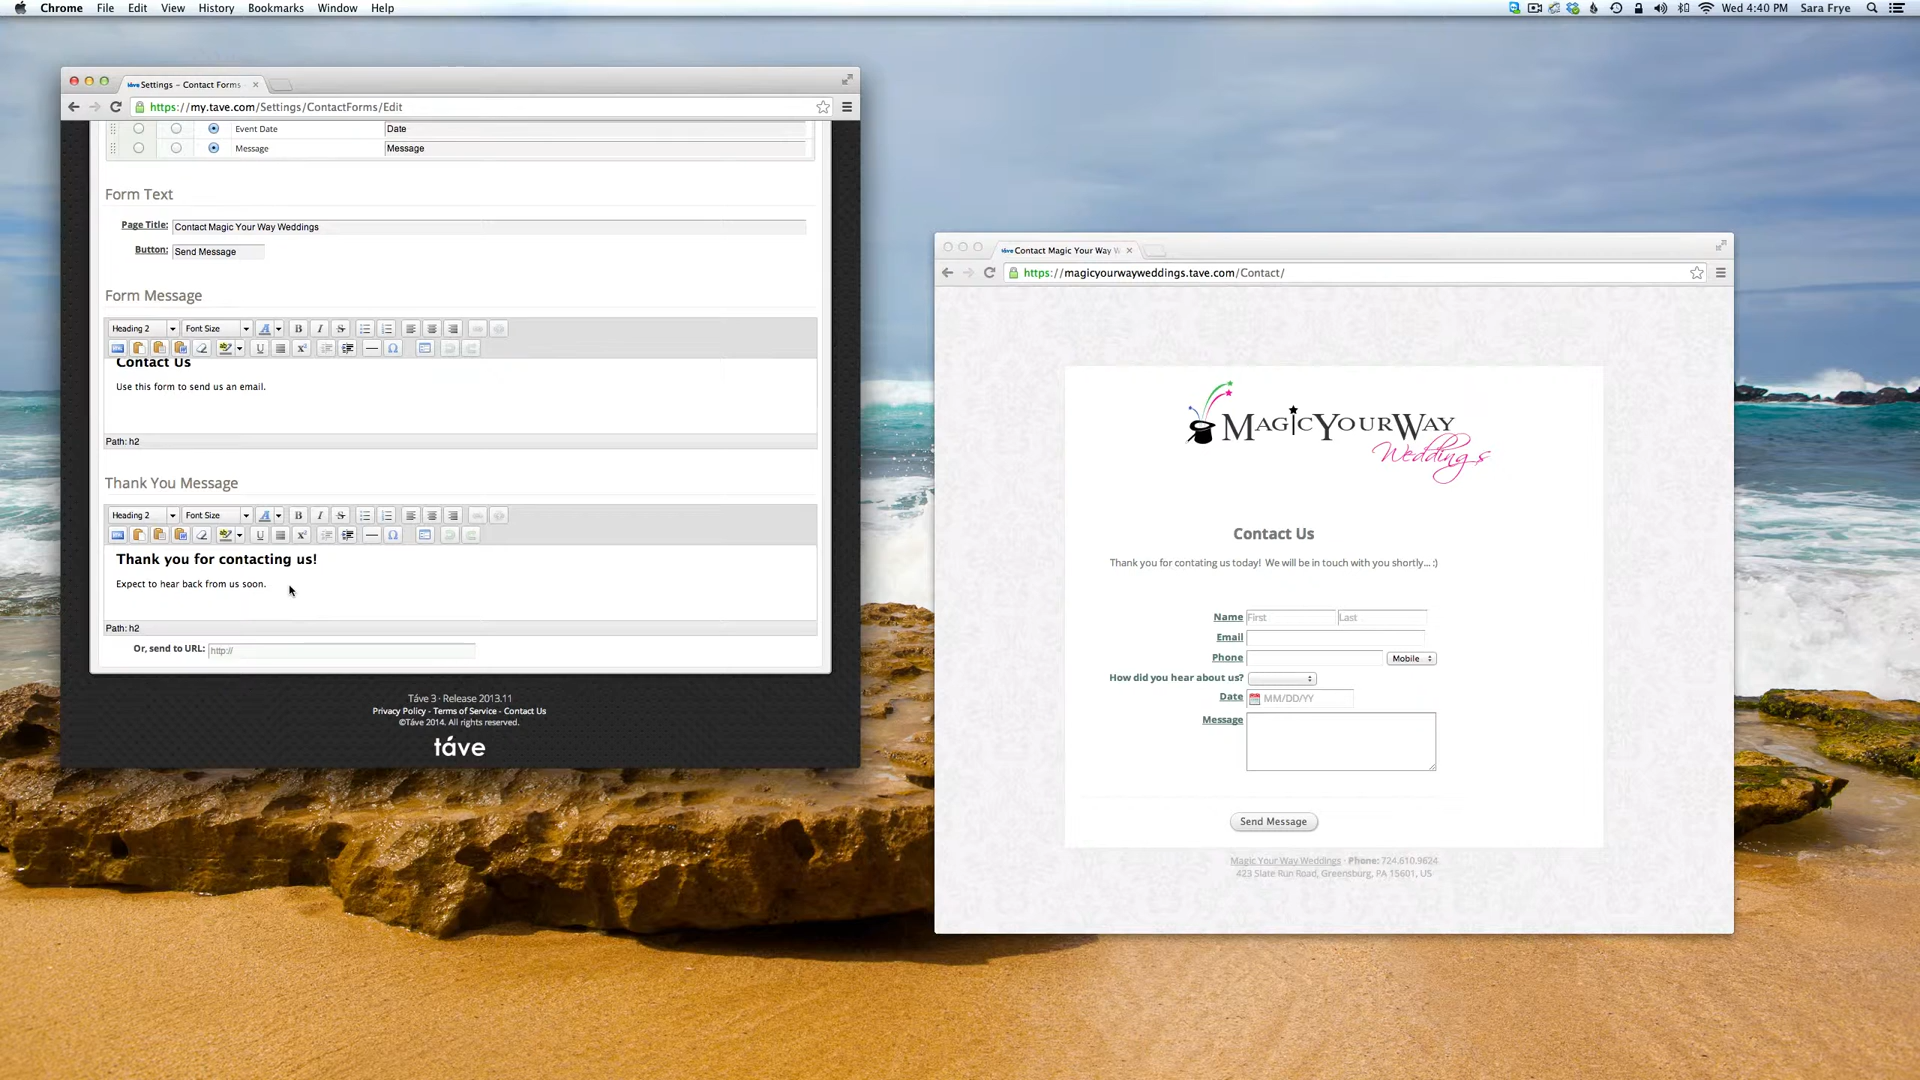 Chrome File Edit View History Bookmarks Window Help
Wed 4:40 PM Sara Frye
táve Settings – Contact Forms
https://my.tave.com/Settings/ContactForms/Edit
Event Date Date
Message Message
Form Text
Page Title: Contact Magic Your Way Weddings
Button: Send Message
Form Message
Heading 2 Font Size A B I S
U X² Ω
Contact Us
Use this form to send us an email.
Path: h2
Thank You Message
Heading 2 Font Size A B I S
U X² Ω
Thank you for contacting us!
Expect to hear back from us soon.
Path: h2
Or, send to URL: http://
Táve 3 · Release 2013.11
Privacy Policy - Terms of Service - Contact Us
©Táve 2014. All rights reserved.
táve
táve Contact Magic Your Way W
https://magicyourwayweddings.tave.com/Contact/
MagicYourWay
Weddings
Contact Us
Thank you for contating us today! We will be in touch with you shortly... :)
Name First Last
Email
Phone Mobile
How did you hear about us?
Date MM/DD/YY
Message
Send Message
Magic Your Way Weddings · Phone: 724.610.9624
423 Slate Run Road, Greensburg, PA 15601, US